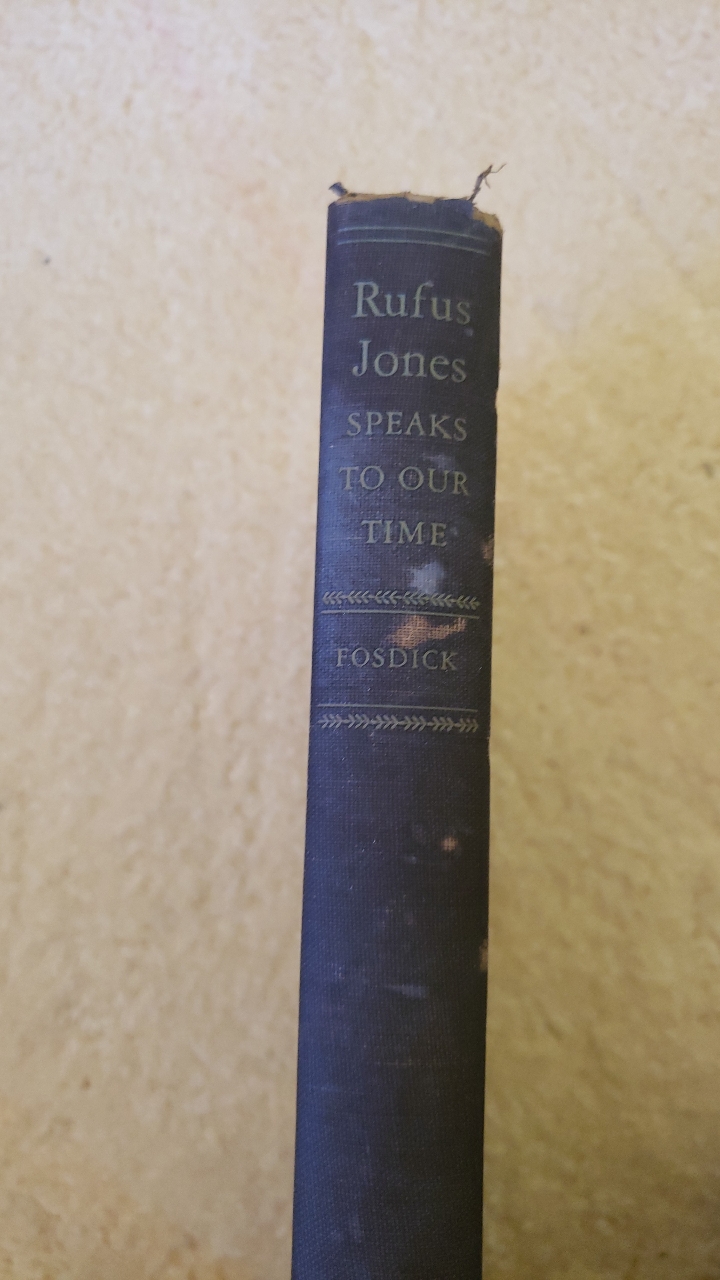 Rufus
Jones
SPEAKS
TO OUR
TIME
FOSDICK